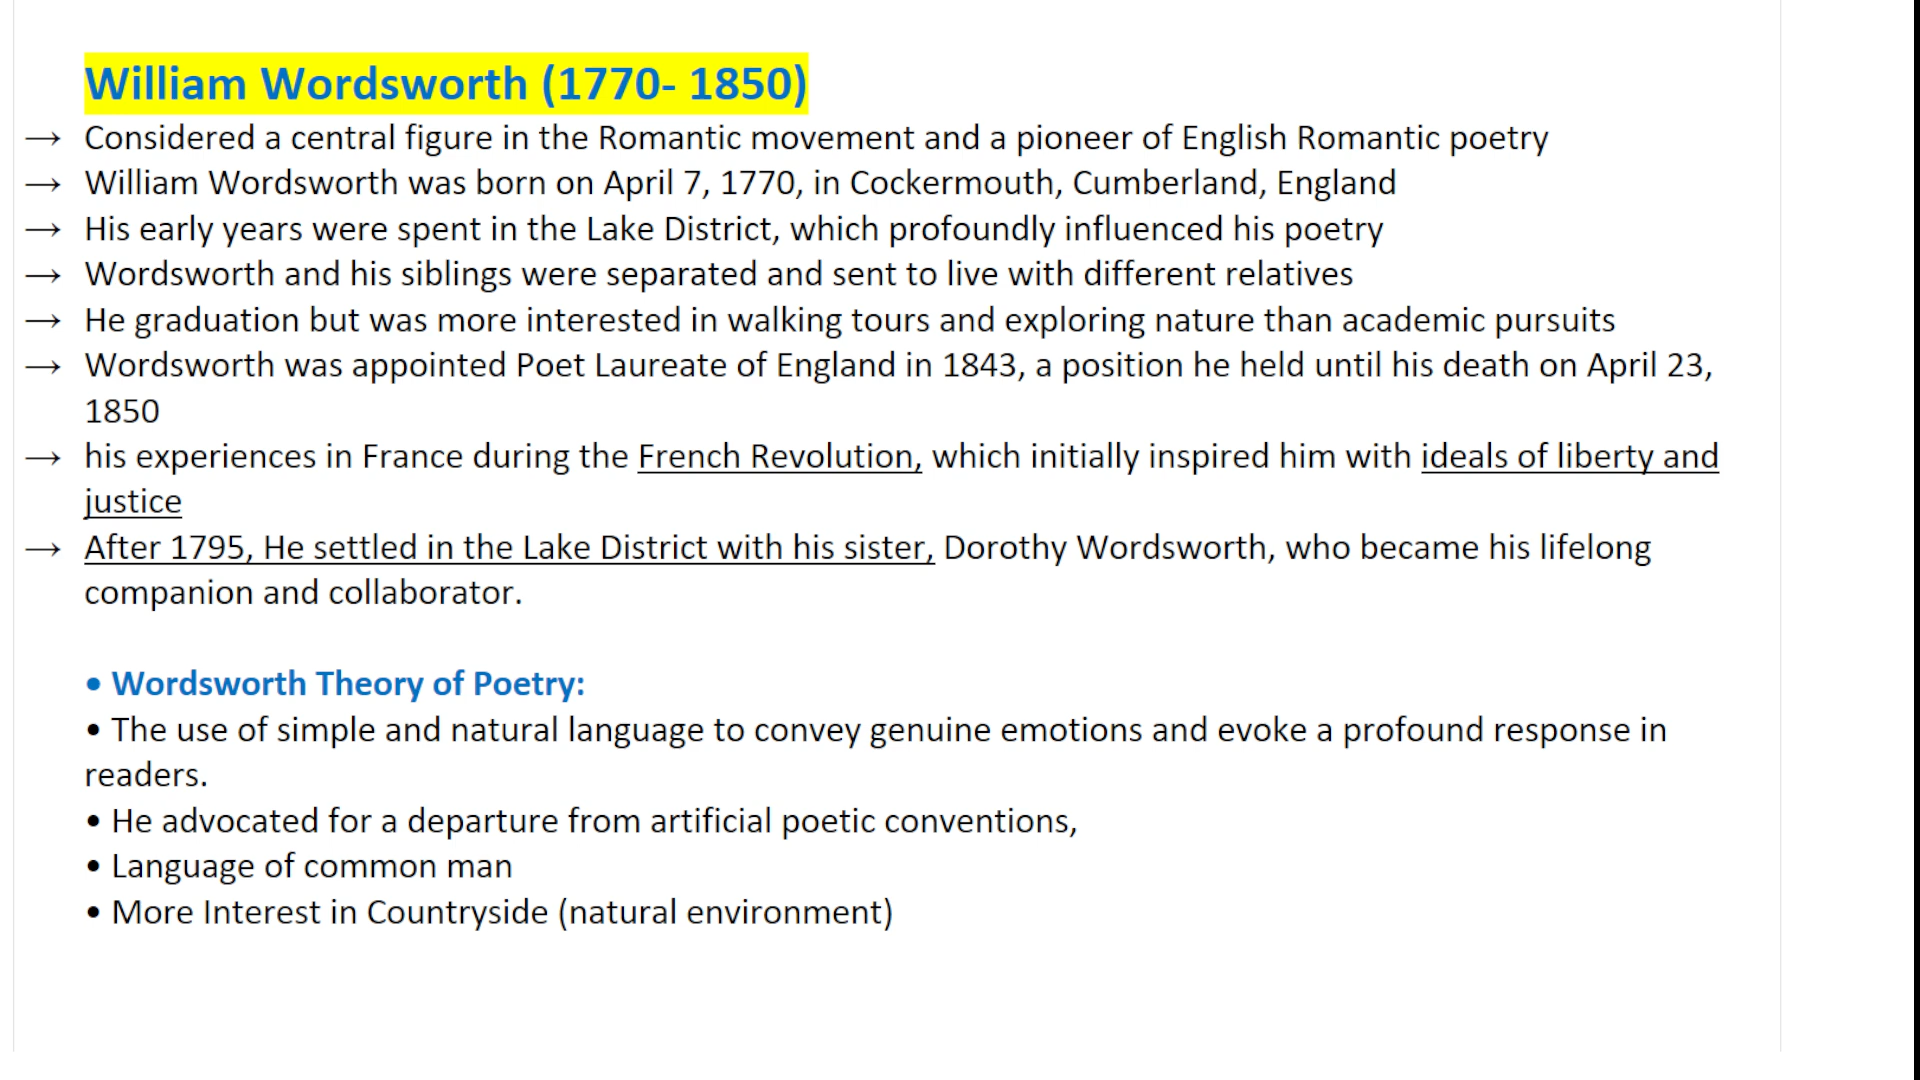 William Wordsworth (1770- 1850)
→ Considered a central figure in the Romantic movement and a pioneer of English Romantic poetry
→ William Wordsworth was born on April 7, 1770, in Cockermouth, Cumberland, England
→ His early years were spent in the Lake District, which profoundly influenced his poetry
→ Wordsworth and his siblings were separated and sent to live with different relatives
→ He graduation but was more interested in walking tours and exploring nature than academic pursuits
→ Wordsworth was appointed Poet Laureate of England in 1843, a position he held until his death on April 23,
1850
→ his experiences in France during the French Revolution, which initially inspired him with ideals of liberty and
justice
→ After 1795, He settled in the Lake District with his sister, Dorothy Wordsworth, who became his lifelong
companion and collaborator.
• Wordsworth Theory of Poetry:
• The use of simple and natural language to convey genuine emotions and evoke a profound response in
readers.
• He advocated for a departure from artificial poetic conventions,
• Language of common man
• More Interest in Countryside (natural environment)